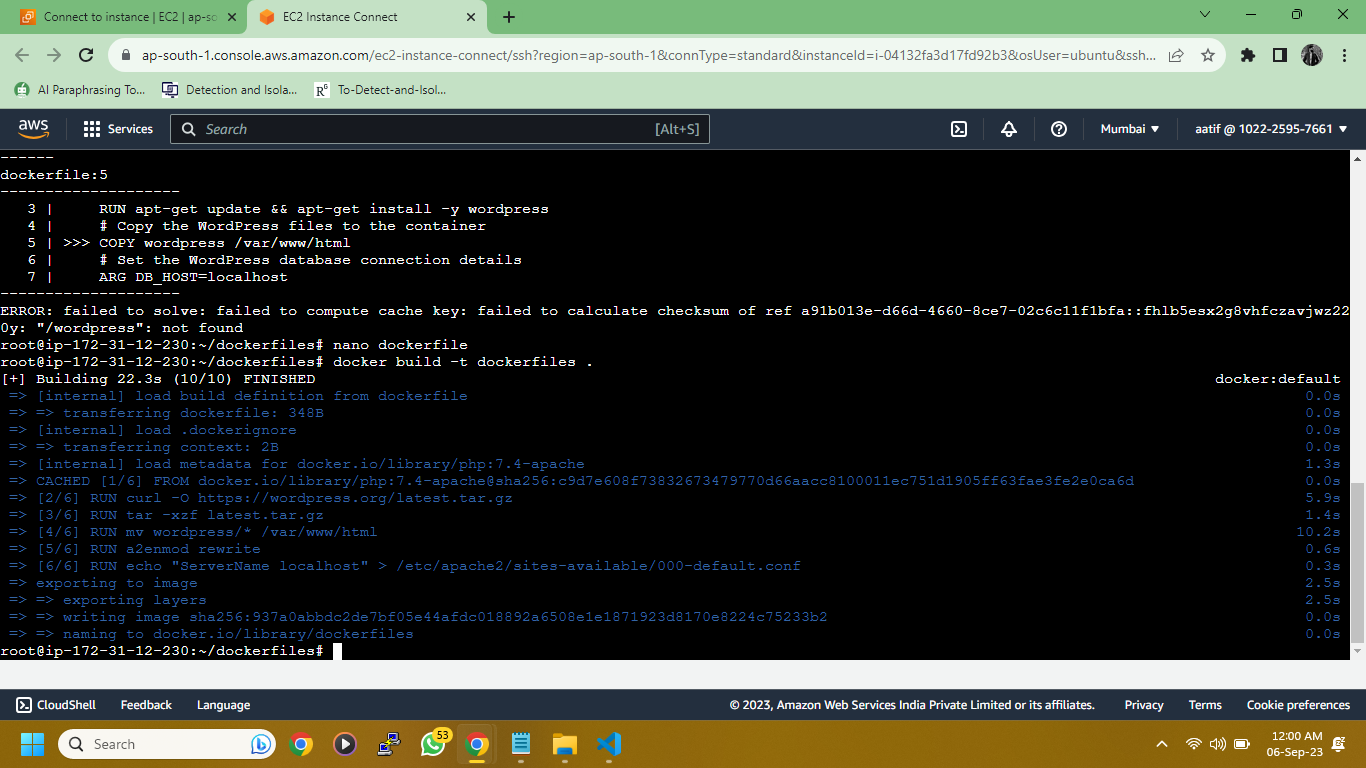 Connect to instance | EC2 | ap-so
EC2 Instance Connect
ap-south-1.console.aws.amazon.com/ec2-instance-connect/ssh?region=ap-south-1&connType=standard&instanceId=i-04132fa3d17fd92b3&osUser=ubuntu&ssh...
AI Paraphrasing To...
Detection and Isola...
R⁶ To-Detect-and-Isol...
aws
Services
Search
[Alt+S]
Mumbai
aatif @ 1022-2595-7661
------
dockerfile:5
--------------------
3 | RUN apt-get update && apt-get install -y wordpress
4 | # Copy the WordPress files to the container
5 | >>> COPY wordpress /var/www/html
6 | # Set the WordPress database connection details
7 | ARG DB_HOST=localhost
--------------------
ERROR: failed to solve: failed to compute cache key: failed to calculate checksum of ref a91b013e-d66d-4660-8ce7-02c6c11f1bfa::fhlb5esx2g8vhfczavjwz22
0y: "/wordpress": not found
root@ip-172-31-12-230:~/dockerfiles# nano dockerfile
root@ip-172-31-12-230:~/dockerfiles# docker build -t dockerfiles .
[+] Building 22.3s (10/10) FINISHED docker:default
=> [internal] load build definition from dockerfile 0.0s
=> => transferring dockerfile: 348B 0.0s
=> [internal] load .dockerignore 0.0s
=> => transferring context: 2B 0.0s
=> [internal] load metadata for docker.io/library/php:7.4-apache 1.3s
=> CACHED [1/6] FROM docker.io/library/php:7.4-apache@sha256:c9d7e608f73832673479770d66aacc8100011ec751d1905ff63fae3fe2e0ca6d 0.0s
=> [2/6] RUN curl -O https://wordpress.org/latest.tar.gz 5.9s
=> [3/6] RUN tar -xzf latest.tar.gz 1.4s
=> [4/6] RUN mv wordpress/* /var/www/html 10.2s
=> [5/6] RUN a2enmod rewrite 0.6s
=> [6/6] RUN echo "ServerName localhost" > /etc/apache2/sites-available/000-default.conf 0.3s
=> exporting to image 2.5s
=> => exporting layers 2.5s
=> => writing image sha256:937a0abbdc2de7bf05e44afdc018892a6508e1e1871923d8170e8224c75233b2 0.0s
=> => naming to docker.io/library/dockerfiles 0.0s
root@ip-172-31-12-230:~/dockerfiles#
CloudShell
Feedback
Language
© 2023, Amazon Web Services India Private Limited or its affiliates.
Privacy
Terms
Cookie preferences
Search
53
12:00 AM
06-Sep-23